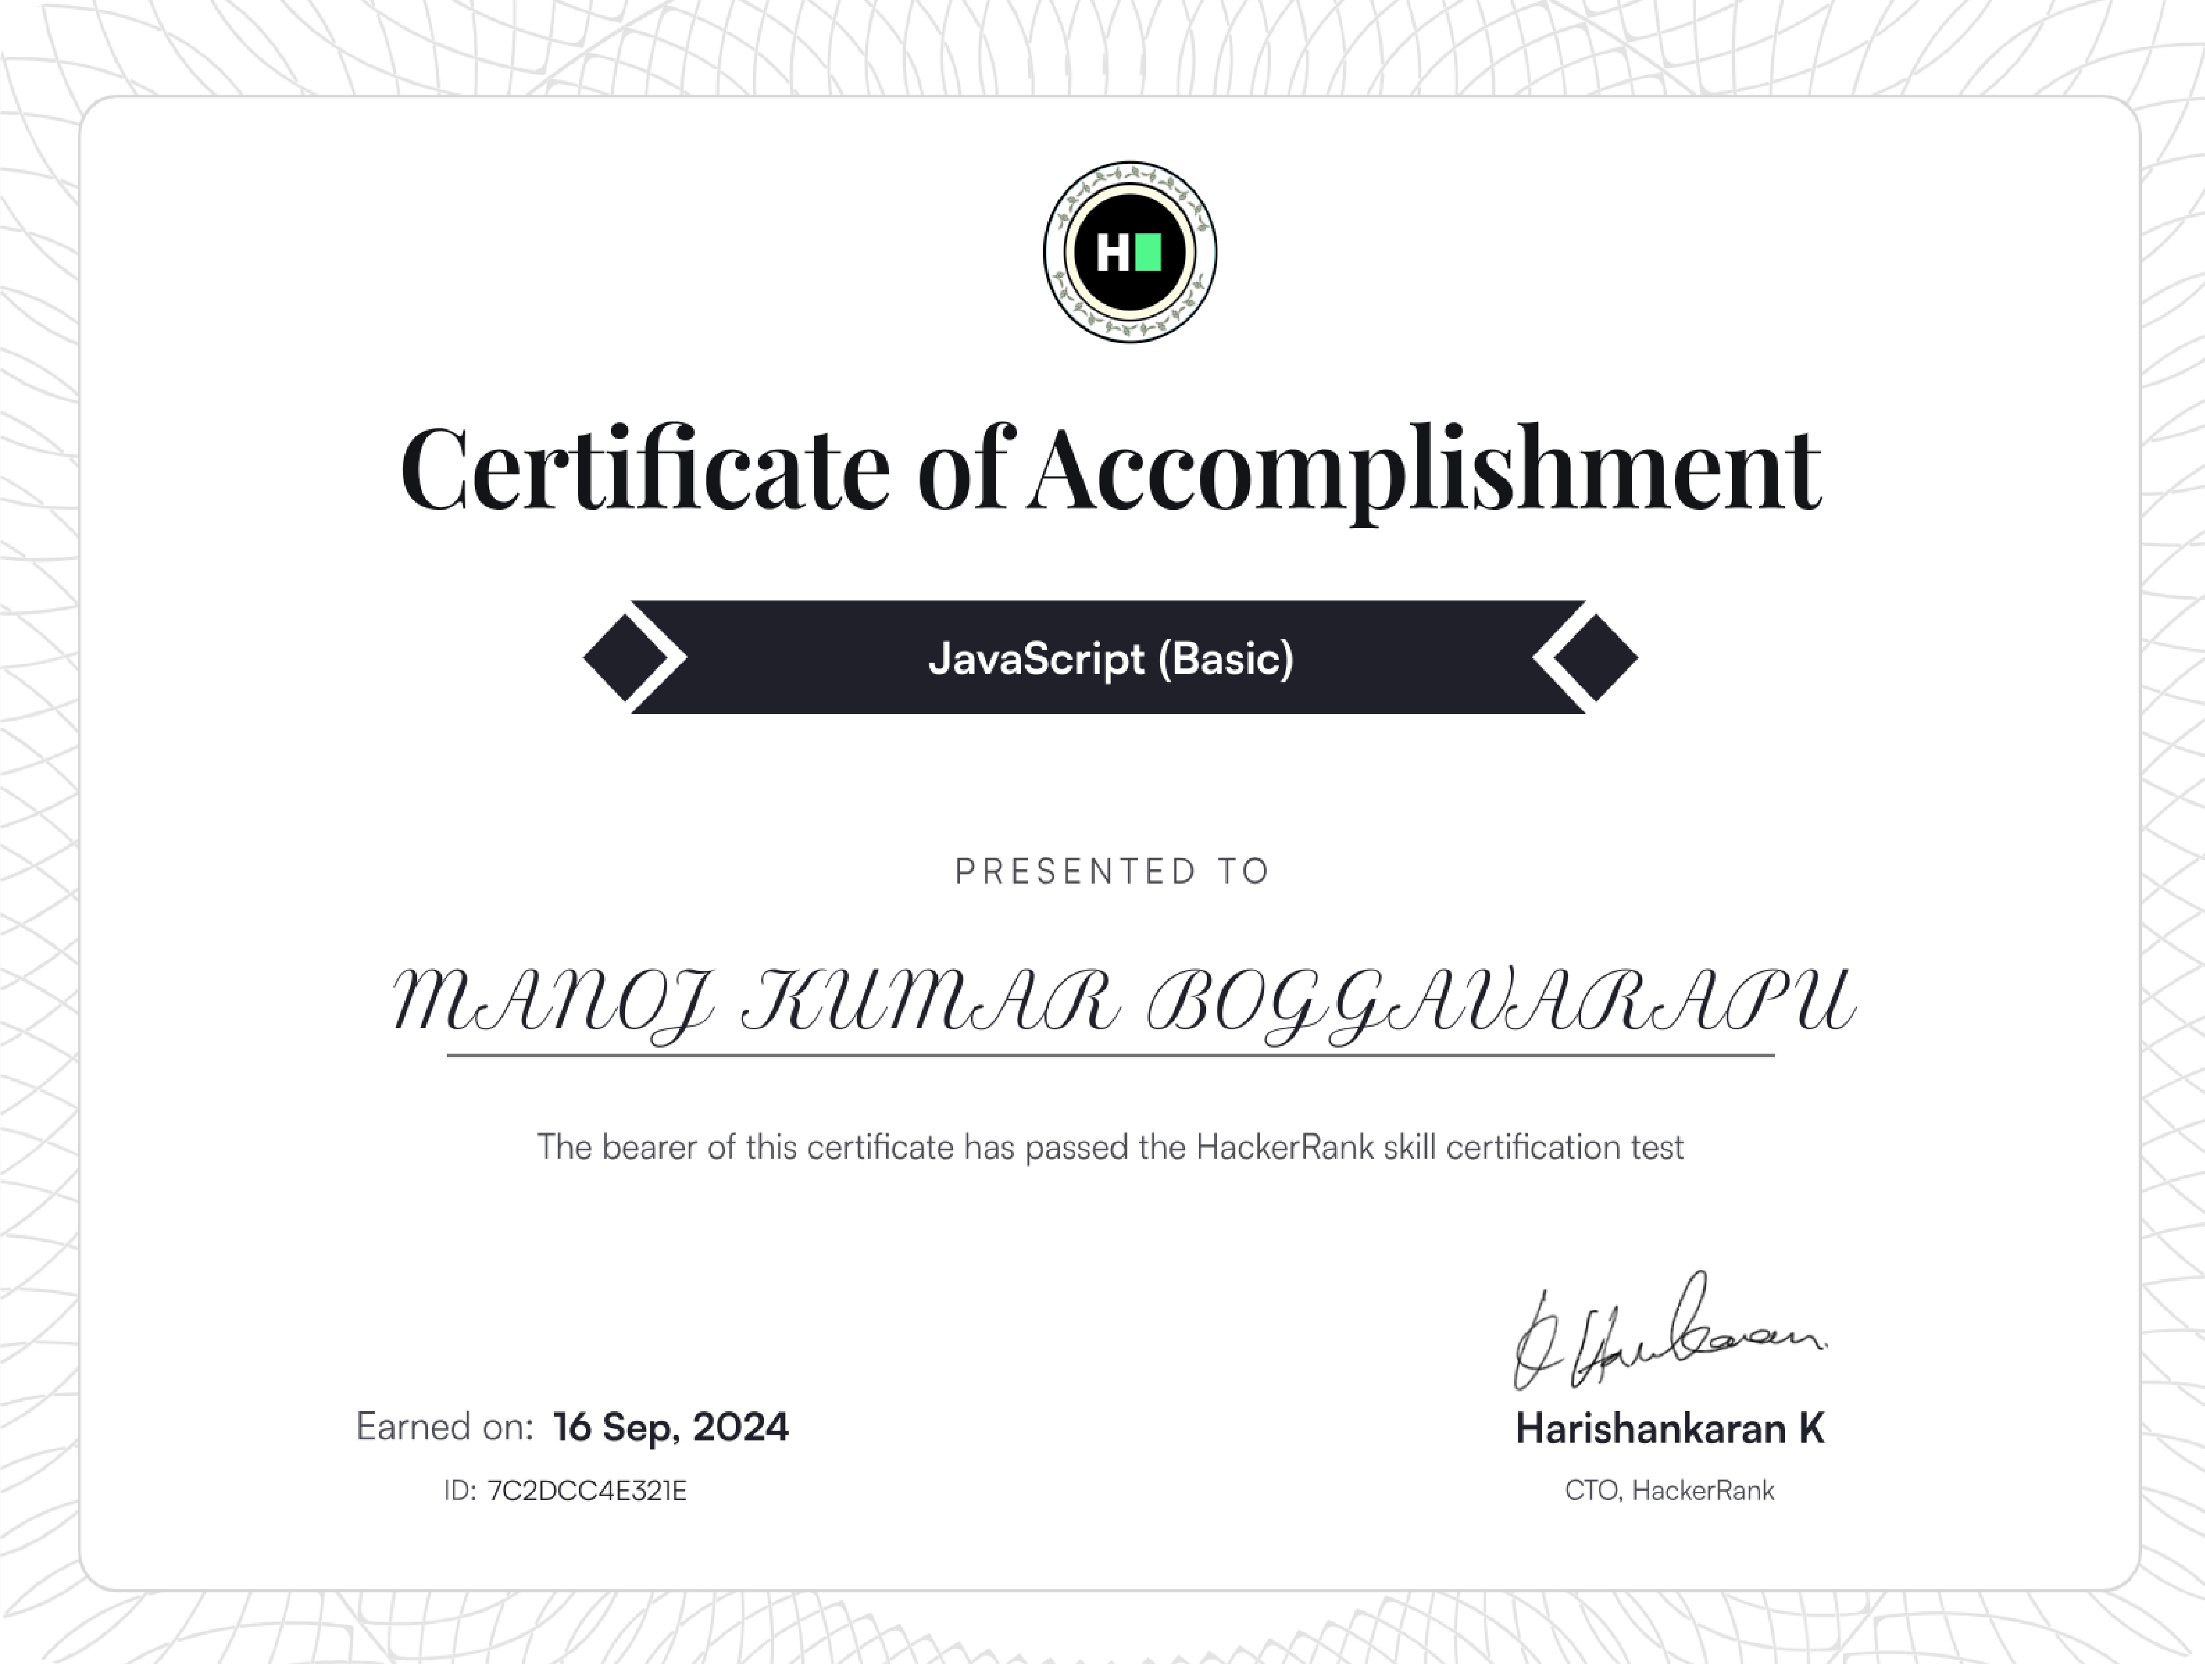 H
Certificate of Accomplishment
JavaScript (Basic)
PRESENTED TO
MANOJ KUMAR BOGGAVARAPU
The bearer of this certificate has passed the HackerRank skill certification test
Earned on: 16 Sep, 2024
ID: 7C2DCC4E321E
Harishankaran K
CTO, HackerRank